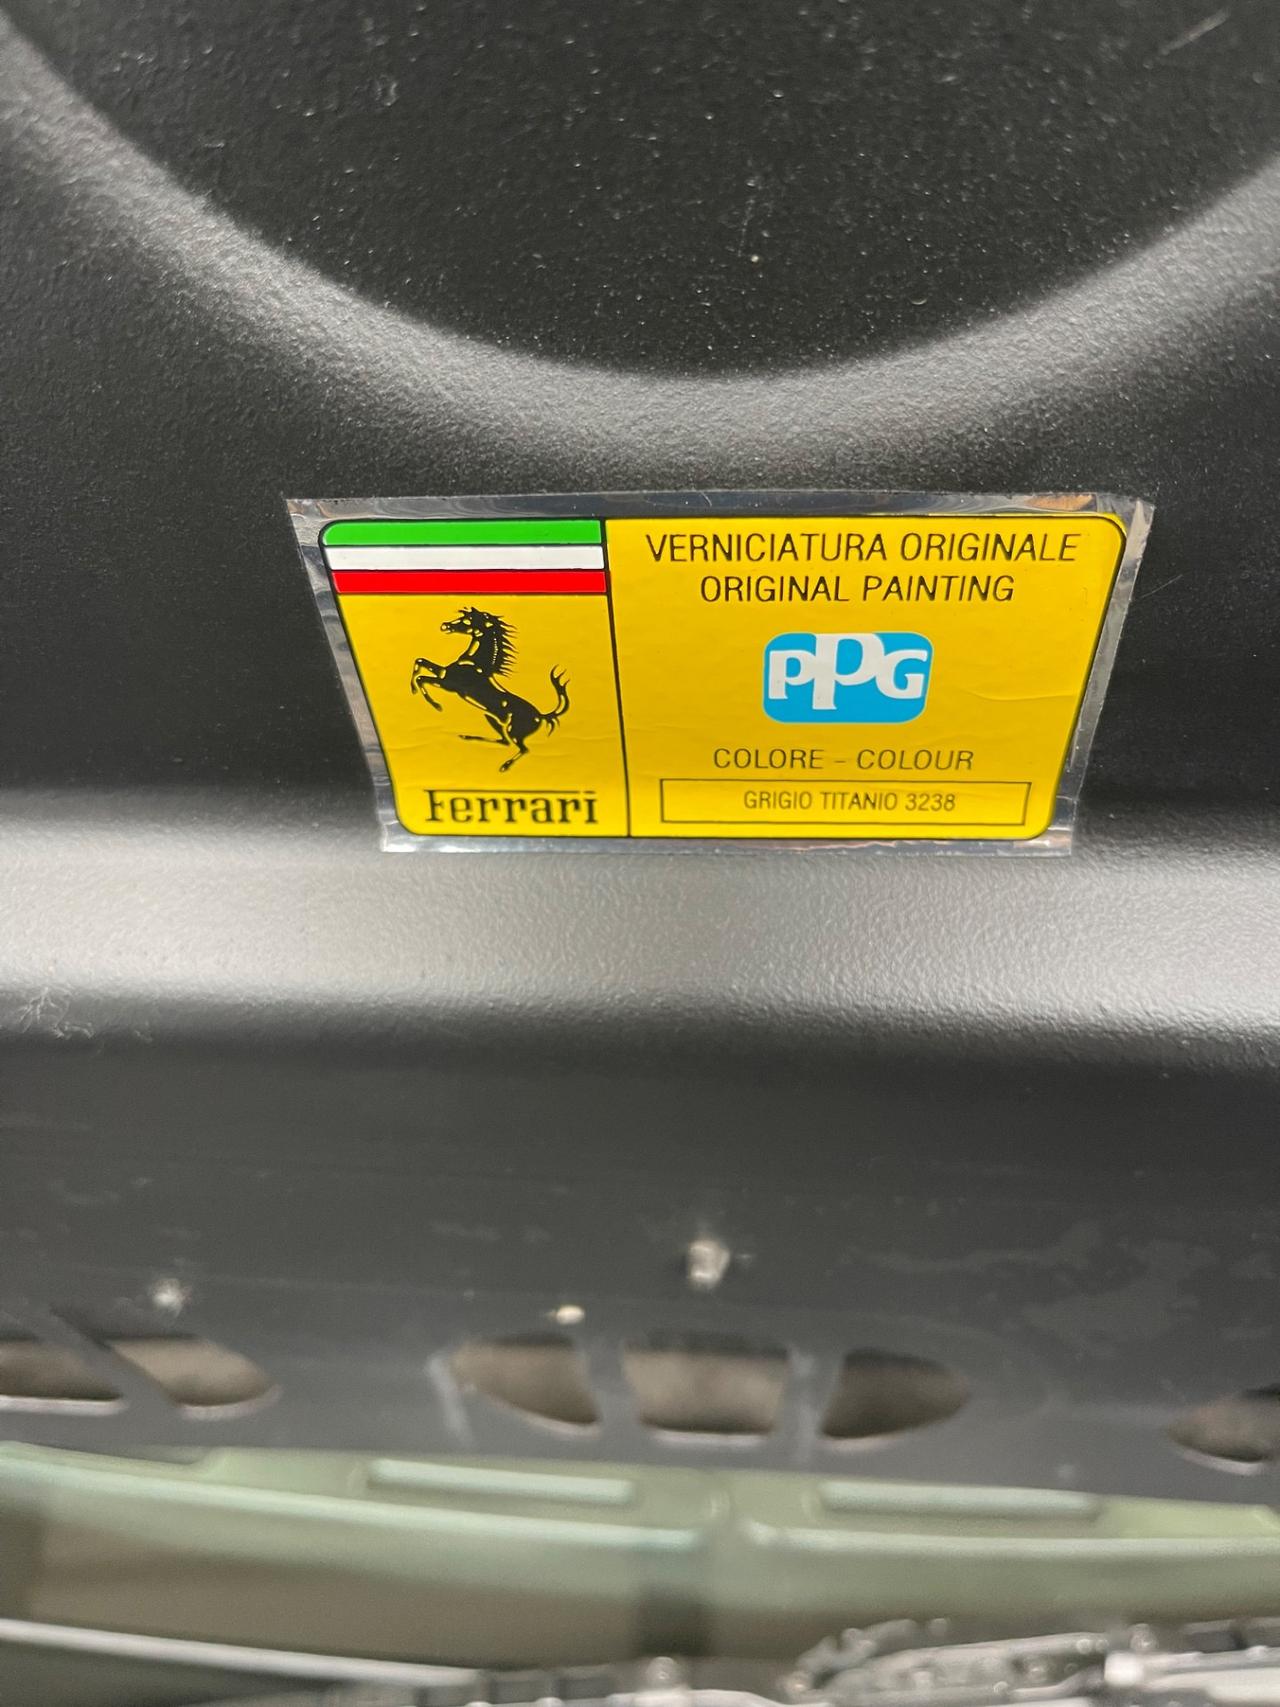 VERNICIATURA ORIGINALE
ORIGINAL PAINTING
PPG
COLORE - COLOUR
GRIGIO TITANIO 3238
Ferrari